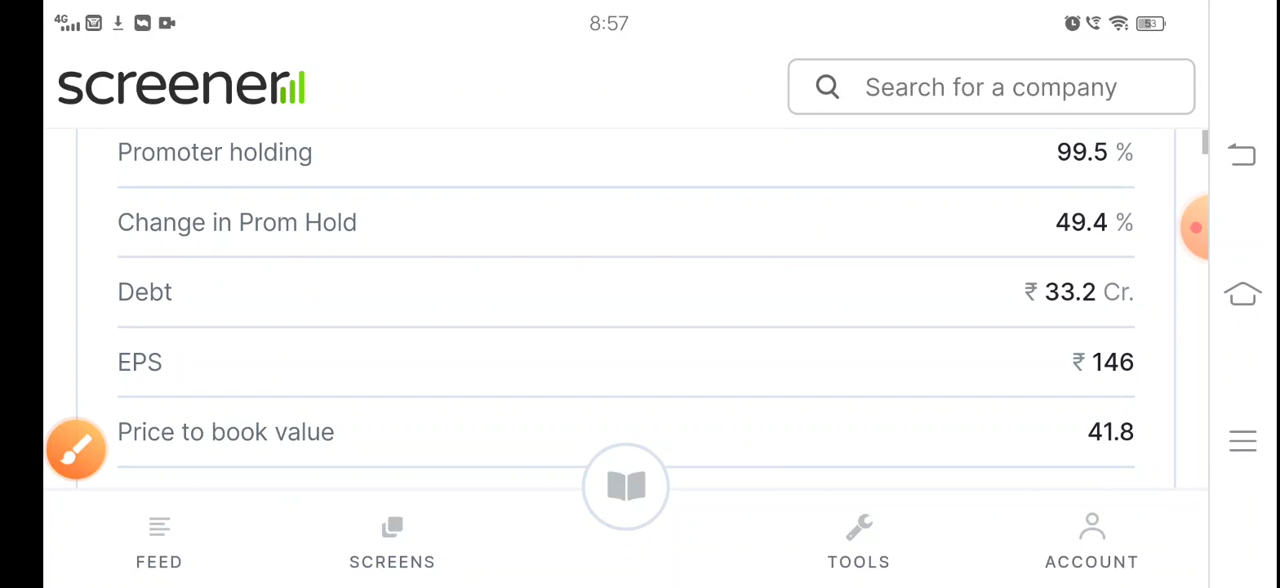 4G 8:57 53
screener Search for a company
Promoter holding 99.5 %
Change in Prom Hold 49.4 %
Debt ₹ 33.2 Cr.
EPS ₹ 146
Price to book value 41.8
FEED SCREENS TOOLS ACCOUNT